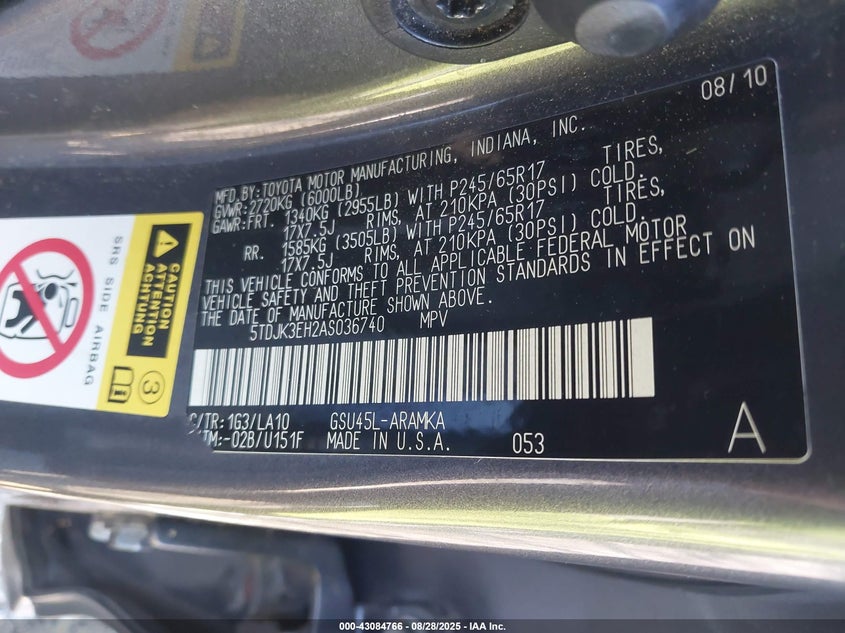 08/10
MFD.BY:TOYOTA MOTOR MANUFACTURING, INDIANA, INC.
GVWR:2720KG (6000LB)
GAWR:FRT. 1340KG (2955LB) WITH P245/65R17 TIRES,
17X7.5J RIMS, AT 210KPA (30PSI) COLD.
RR. 1585KG (3505LB) WITH P245/65R17 TIRES,
17X7.5J RIMS, AT 210KPA (30PSI) COLD.
THIS VEHICLE CONFORMS TO ALL APPLICABLE FEDERAL MOTOR
VEHICLE SAFETY AND THEFT PREVENTION STANDARDS IN EFFECT ON
THE DATE OF MANUFACTURE SHOWN ABOVE.
5TDJK3EH2AS036740 MPV
C/TR:1G3/LA10 GSU45L-ARAMKA
/TM:-02B/U151F MADE IN U.S.A. 053 A
CAUTION
ATTENTION
ACHTUNG
SRS SIDE AIRBAG
3
000-43084766 - 08/28/2025 - IAA Inc.